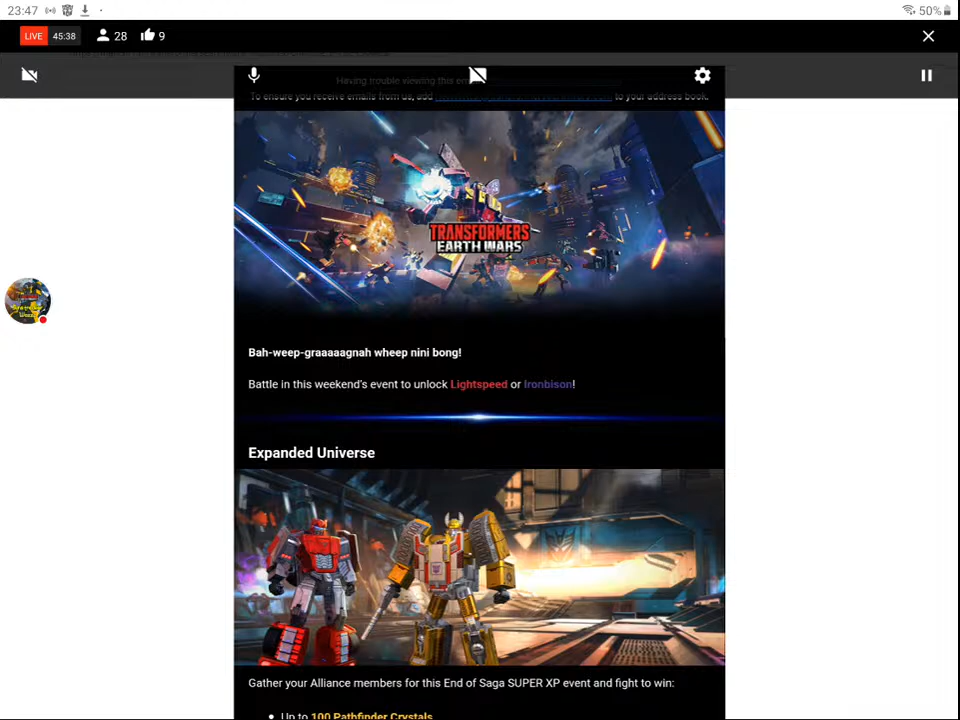 23:47
50%
LIVE 45:38 28 9
Having trouble viewing this em
To ensure you receive emails from us, add
to your address book.
TRANSFORMERS
EARTH WARS
Bah-weep-graaaaagnah wheep nini bong!
Battle in this weekend's event to unlock Lightspeed or Ironbison!
Expanded Universe
Gather your Alliance members for this End of Saga SUPER XP event and fight to win:
• Up to 100 Pathfinder Crystals